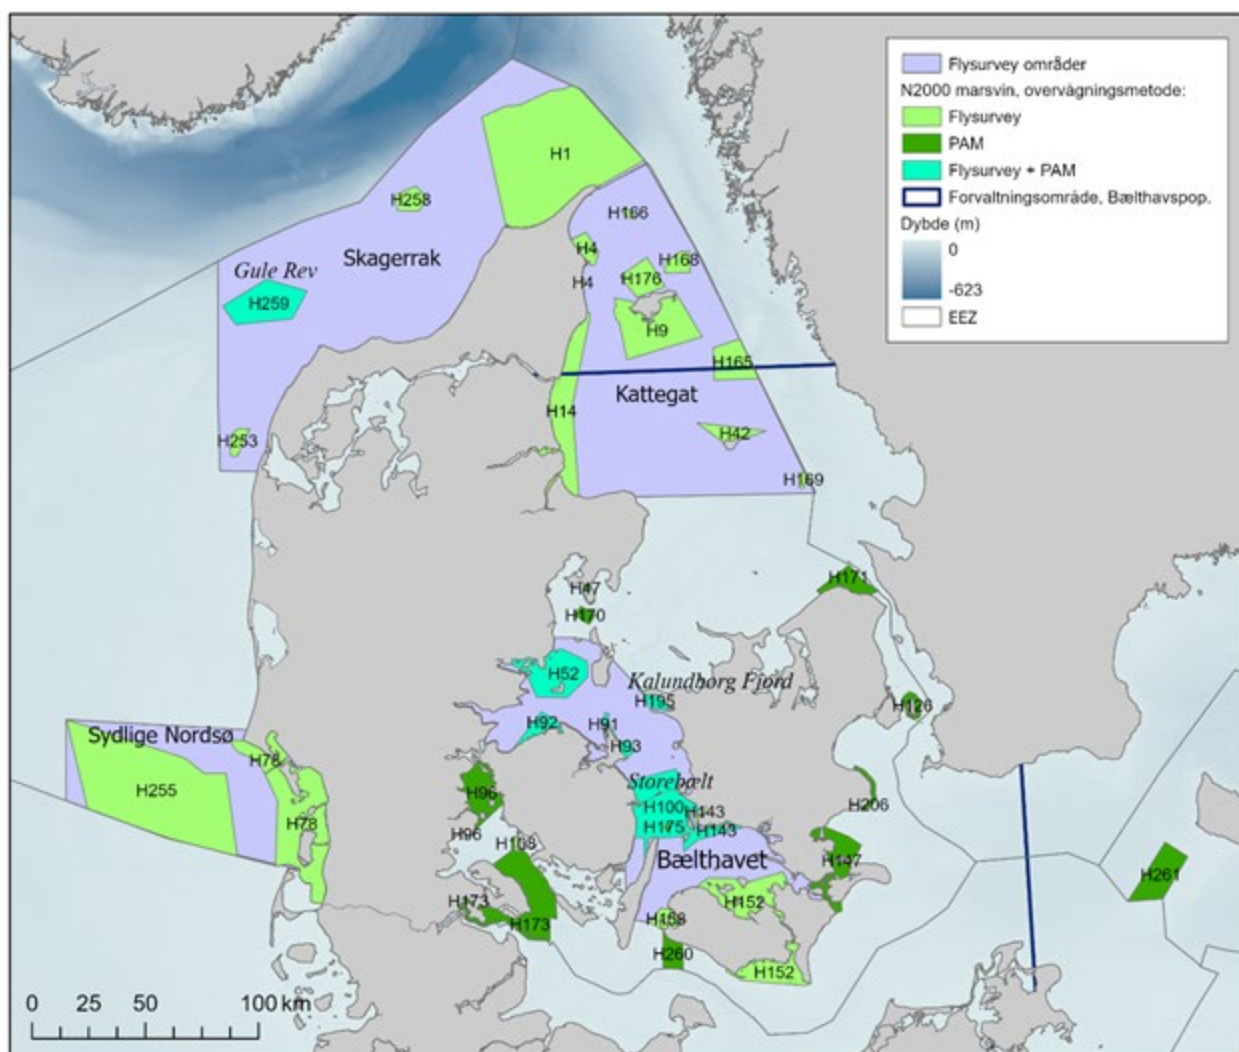 Flysurvey områder
N2000 marsvin, overvågningsmetode:
Flysurvey
PAM
Flysurvey + PAM
Forvaltningsområde, Bælthavspop.
Dybde (m)
0
-623
EEZ
H1
H258
H166
Skagerrak
H4
H168
Gule Rev
H176
H4
H259
H9
H165
Kattegat
H14
H42
H253
H169
H171
H47
H170
H52
Kalundborg Fjord
H195
H126
H92
H91
Sydlige Nordsø
H93
H78
Storebælt
H255
H96
H100
H143
H206
H78
H175
H143
H96
H108
Bælthavet
H147
H261
H173
H152
H158
H173
H260
H152
0 25 50 100 km